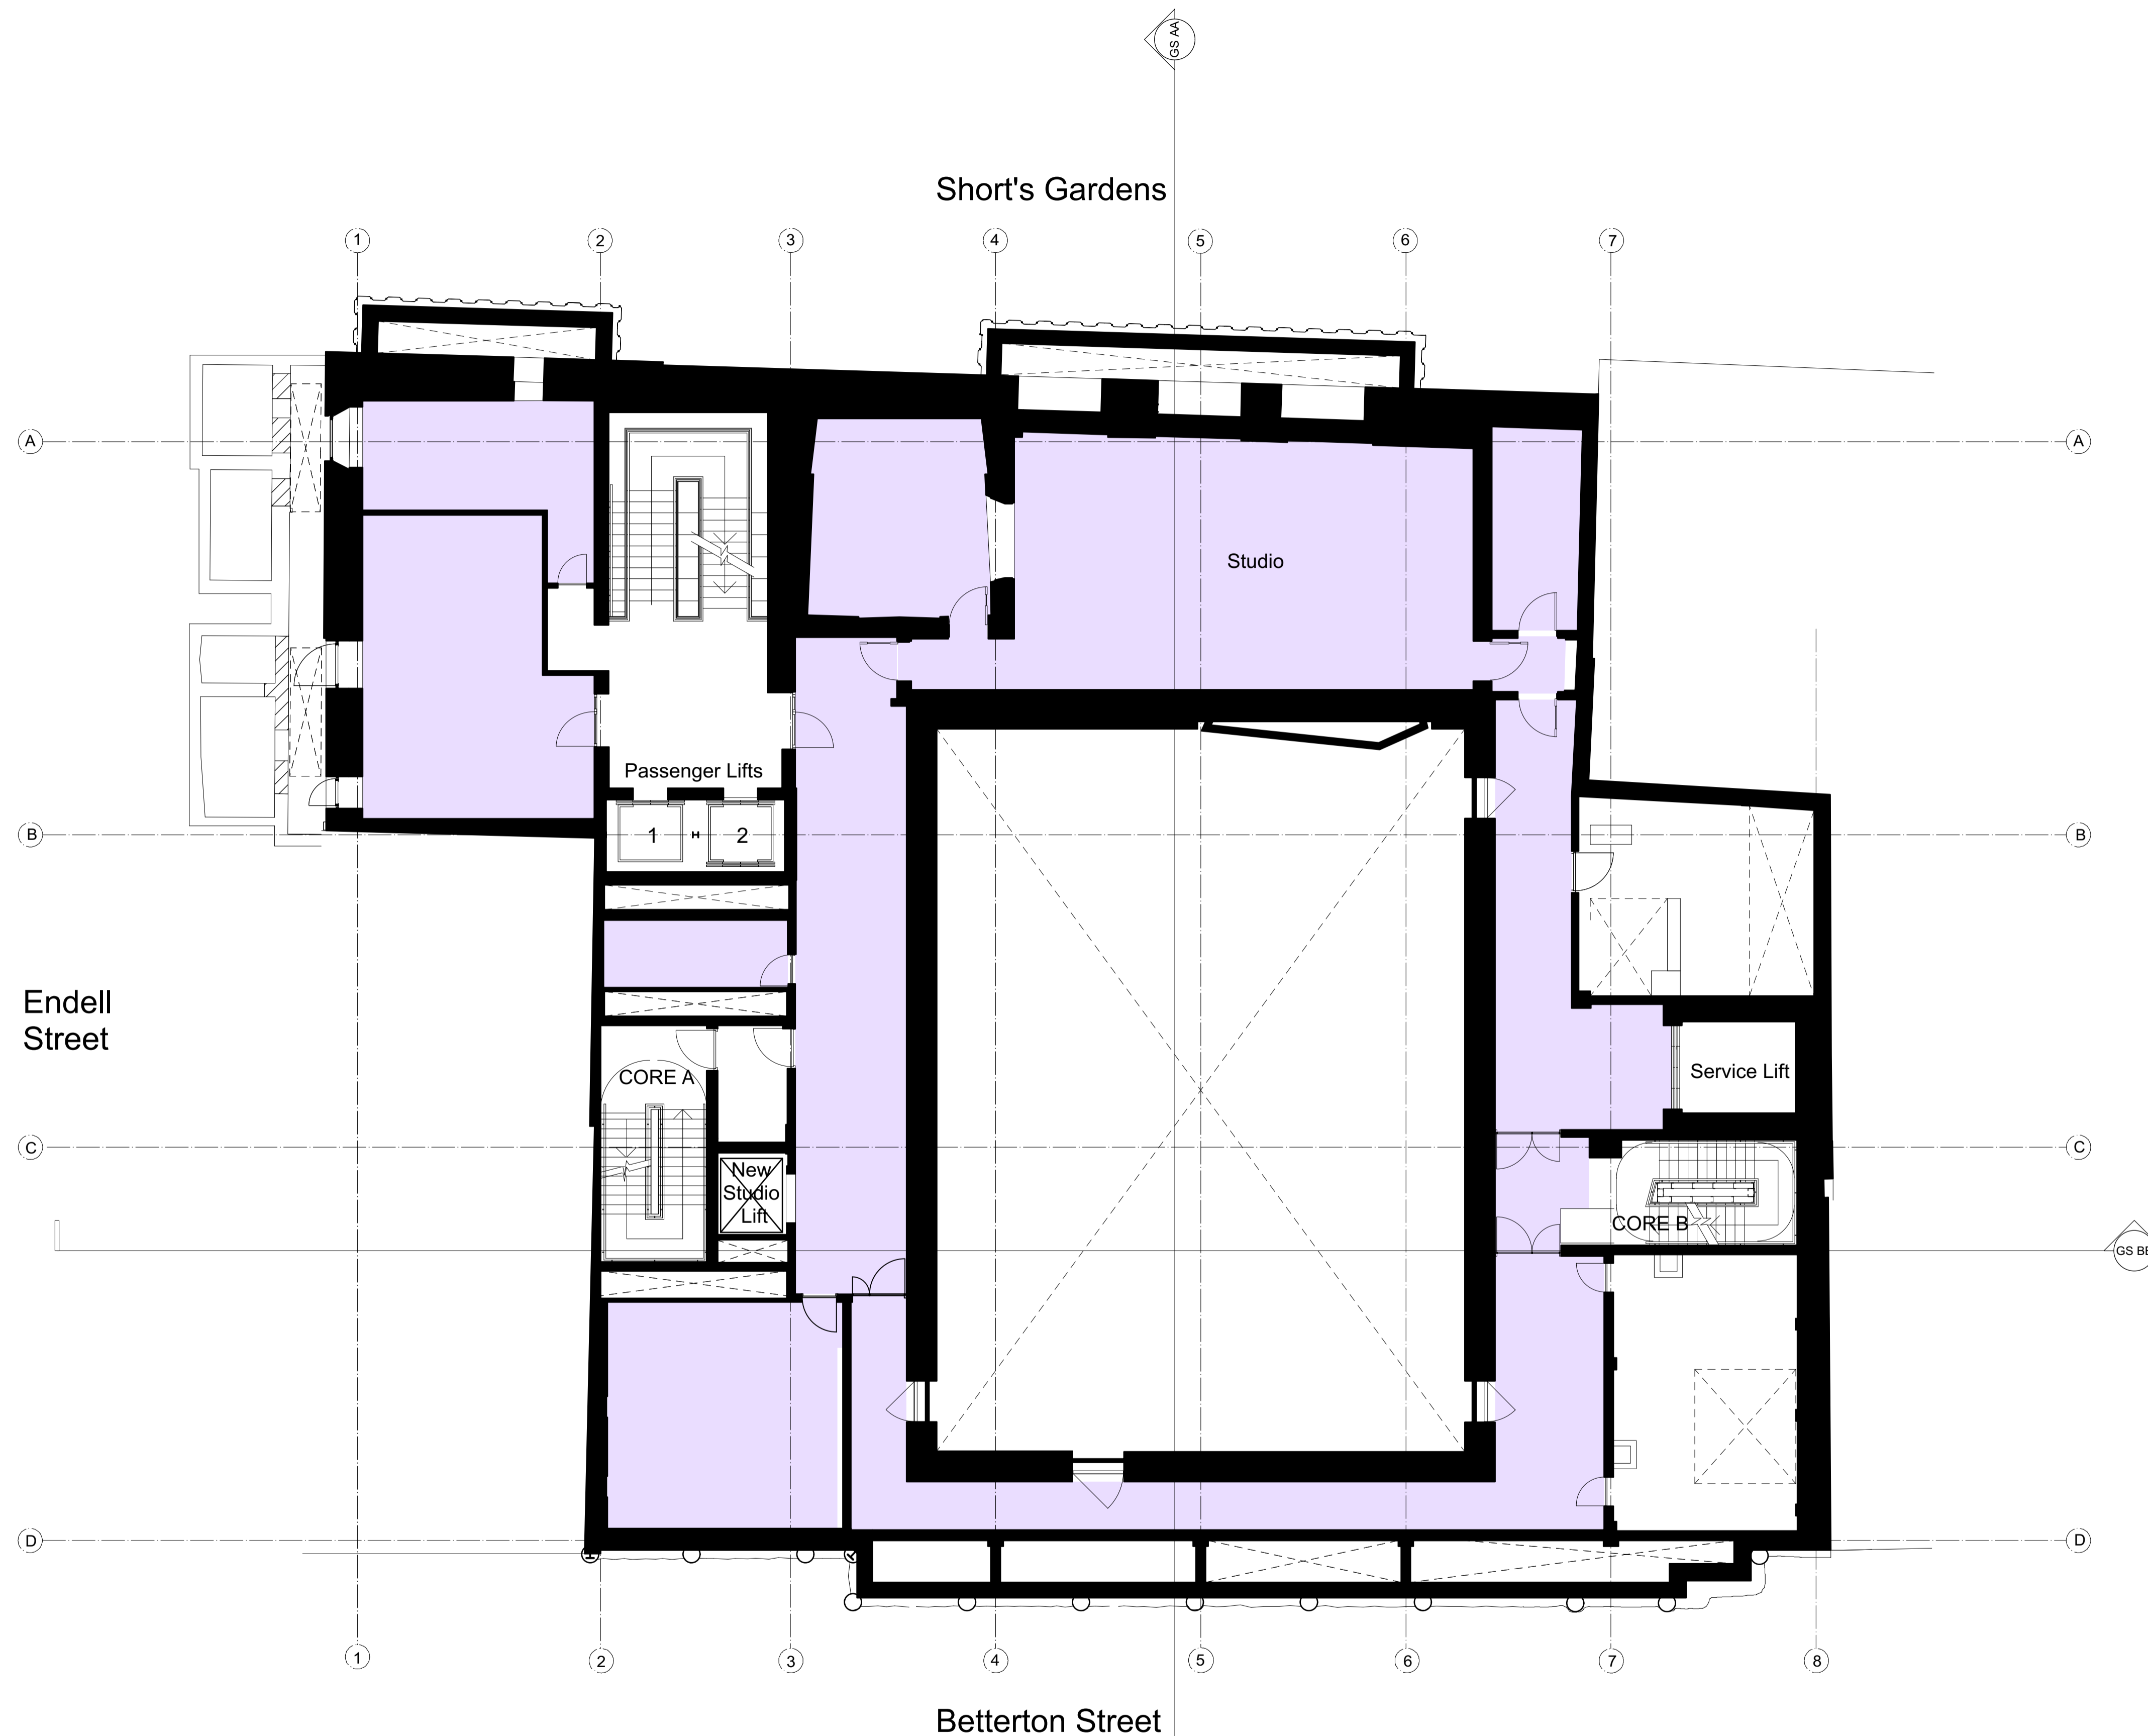 GS AA
Short's Gardens
1
2
3
4
5
6
7
A
A
Studio
Passenger Lifts
1
2
B
B
Endell
Street
CORE A
Service Lift
C
C
New
Studio
Lift
CORE B
GS BB
D
D
1
2
3
4
5
6
7
8
Betterton Street